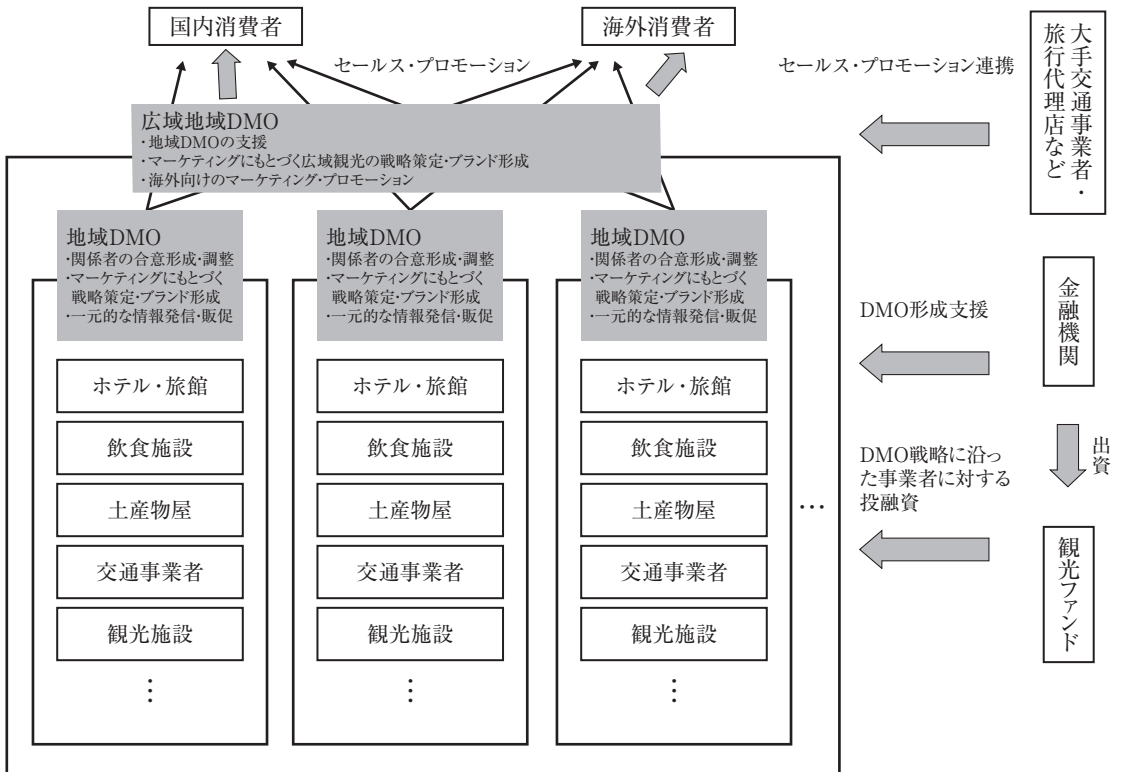 国内消費者
海外消費者
セールス・プロモーション
セールス・プロモーション連携
大手交通事業者・
旅行代理店など
広域地域DMO
・地域DMOの支援
・マーケティングにもとづく広域観光の戦略策定・ブランド形成
・海外向けのマーケティング・プロモーション
地域DMO
・関係者の合意形成・調整
・マーケティングにもとづく
戦略策定・ブランド形成
・一元的な情報発信・販促
ホテル・旅館
飲食施設
土産物屋
交通事業者
観光施設
⋮
地域DMO
・関係者の合意形成・調整
・マーケティングにもとづく
戦略策定・ブランド形成
・一元的な情報発信・販促
ホテル・旅館
飲食施設
土産物屋
交通事業者
観光施設
⋮
地域DMO
・関係者の合意形成・調整
・マーケティングにもとづく
戦略策定・ブランド形成
・一元的な情報発信・販促
ホテル・旅館
飲食施設
土産物屋
交通事業者
観光施設
⋮
…
DMO形成支援
金融機関
出資
DMO戦略に沿っ
た事業者に対する
投融資
観光ファンド